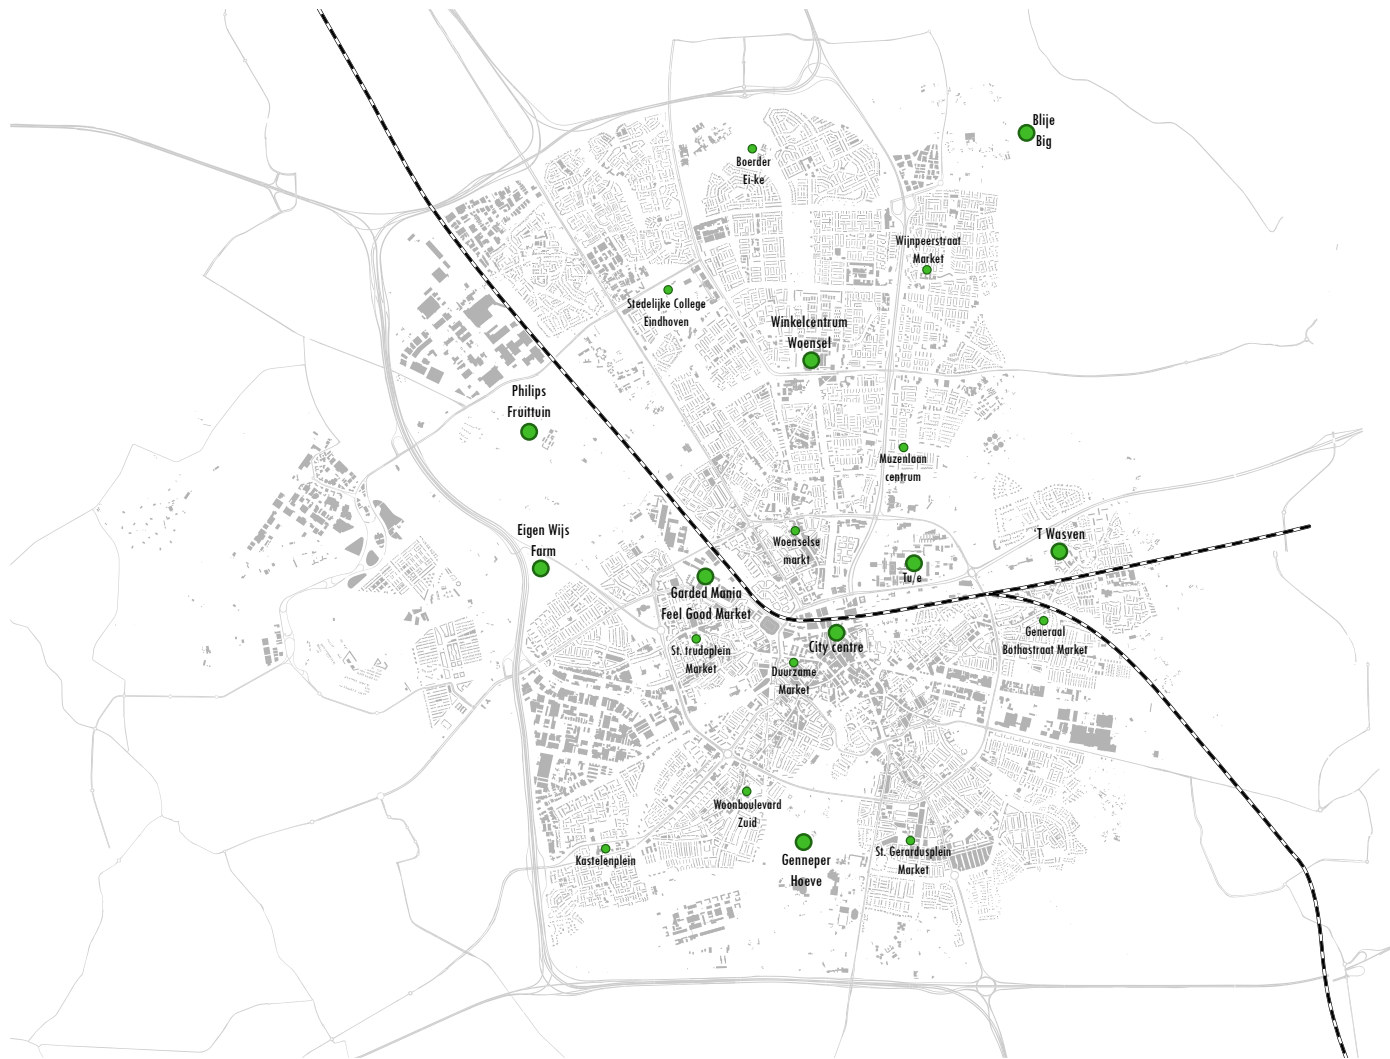 Blije
Big
Boerder
Ei-ke
Wijnpeerstraat
Market
Stedelijke College
Eindhoven
Winkelcentrum
Woensel
Philips
Fruittuin
Muzenlaan
centrum
Eigen Wijs
Farm
Woenselse
markt
'T Wasven
Tu/e
Garded Mania
Feel Good Market
Generaal
Bothastraat Market
City centre
St. trudoplein
Market
Duurzame
Market
Woonboulevard
Zuid
Kastelenplein
Genneper
Hoeve
St. Gerardusplein
Market